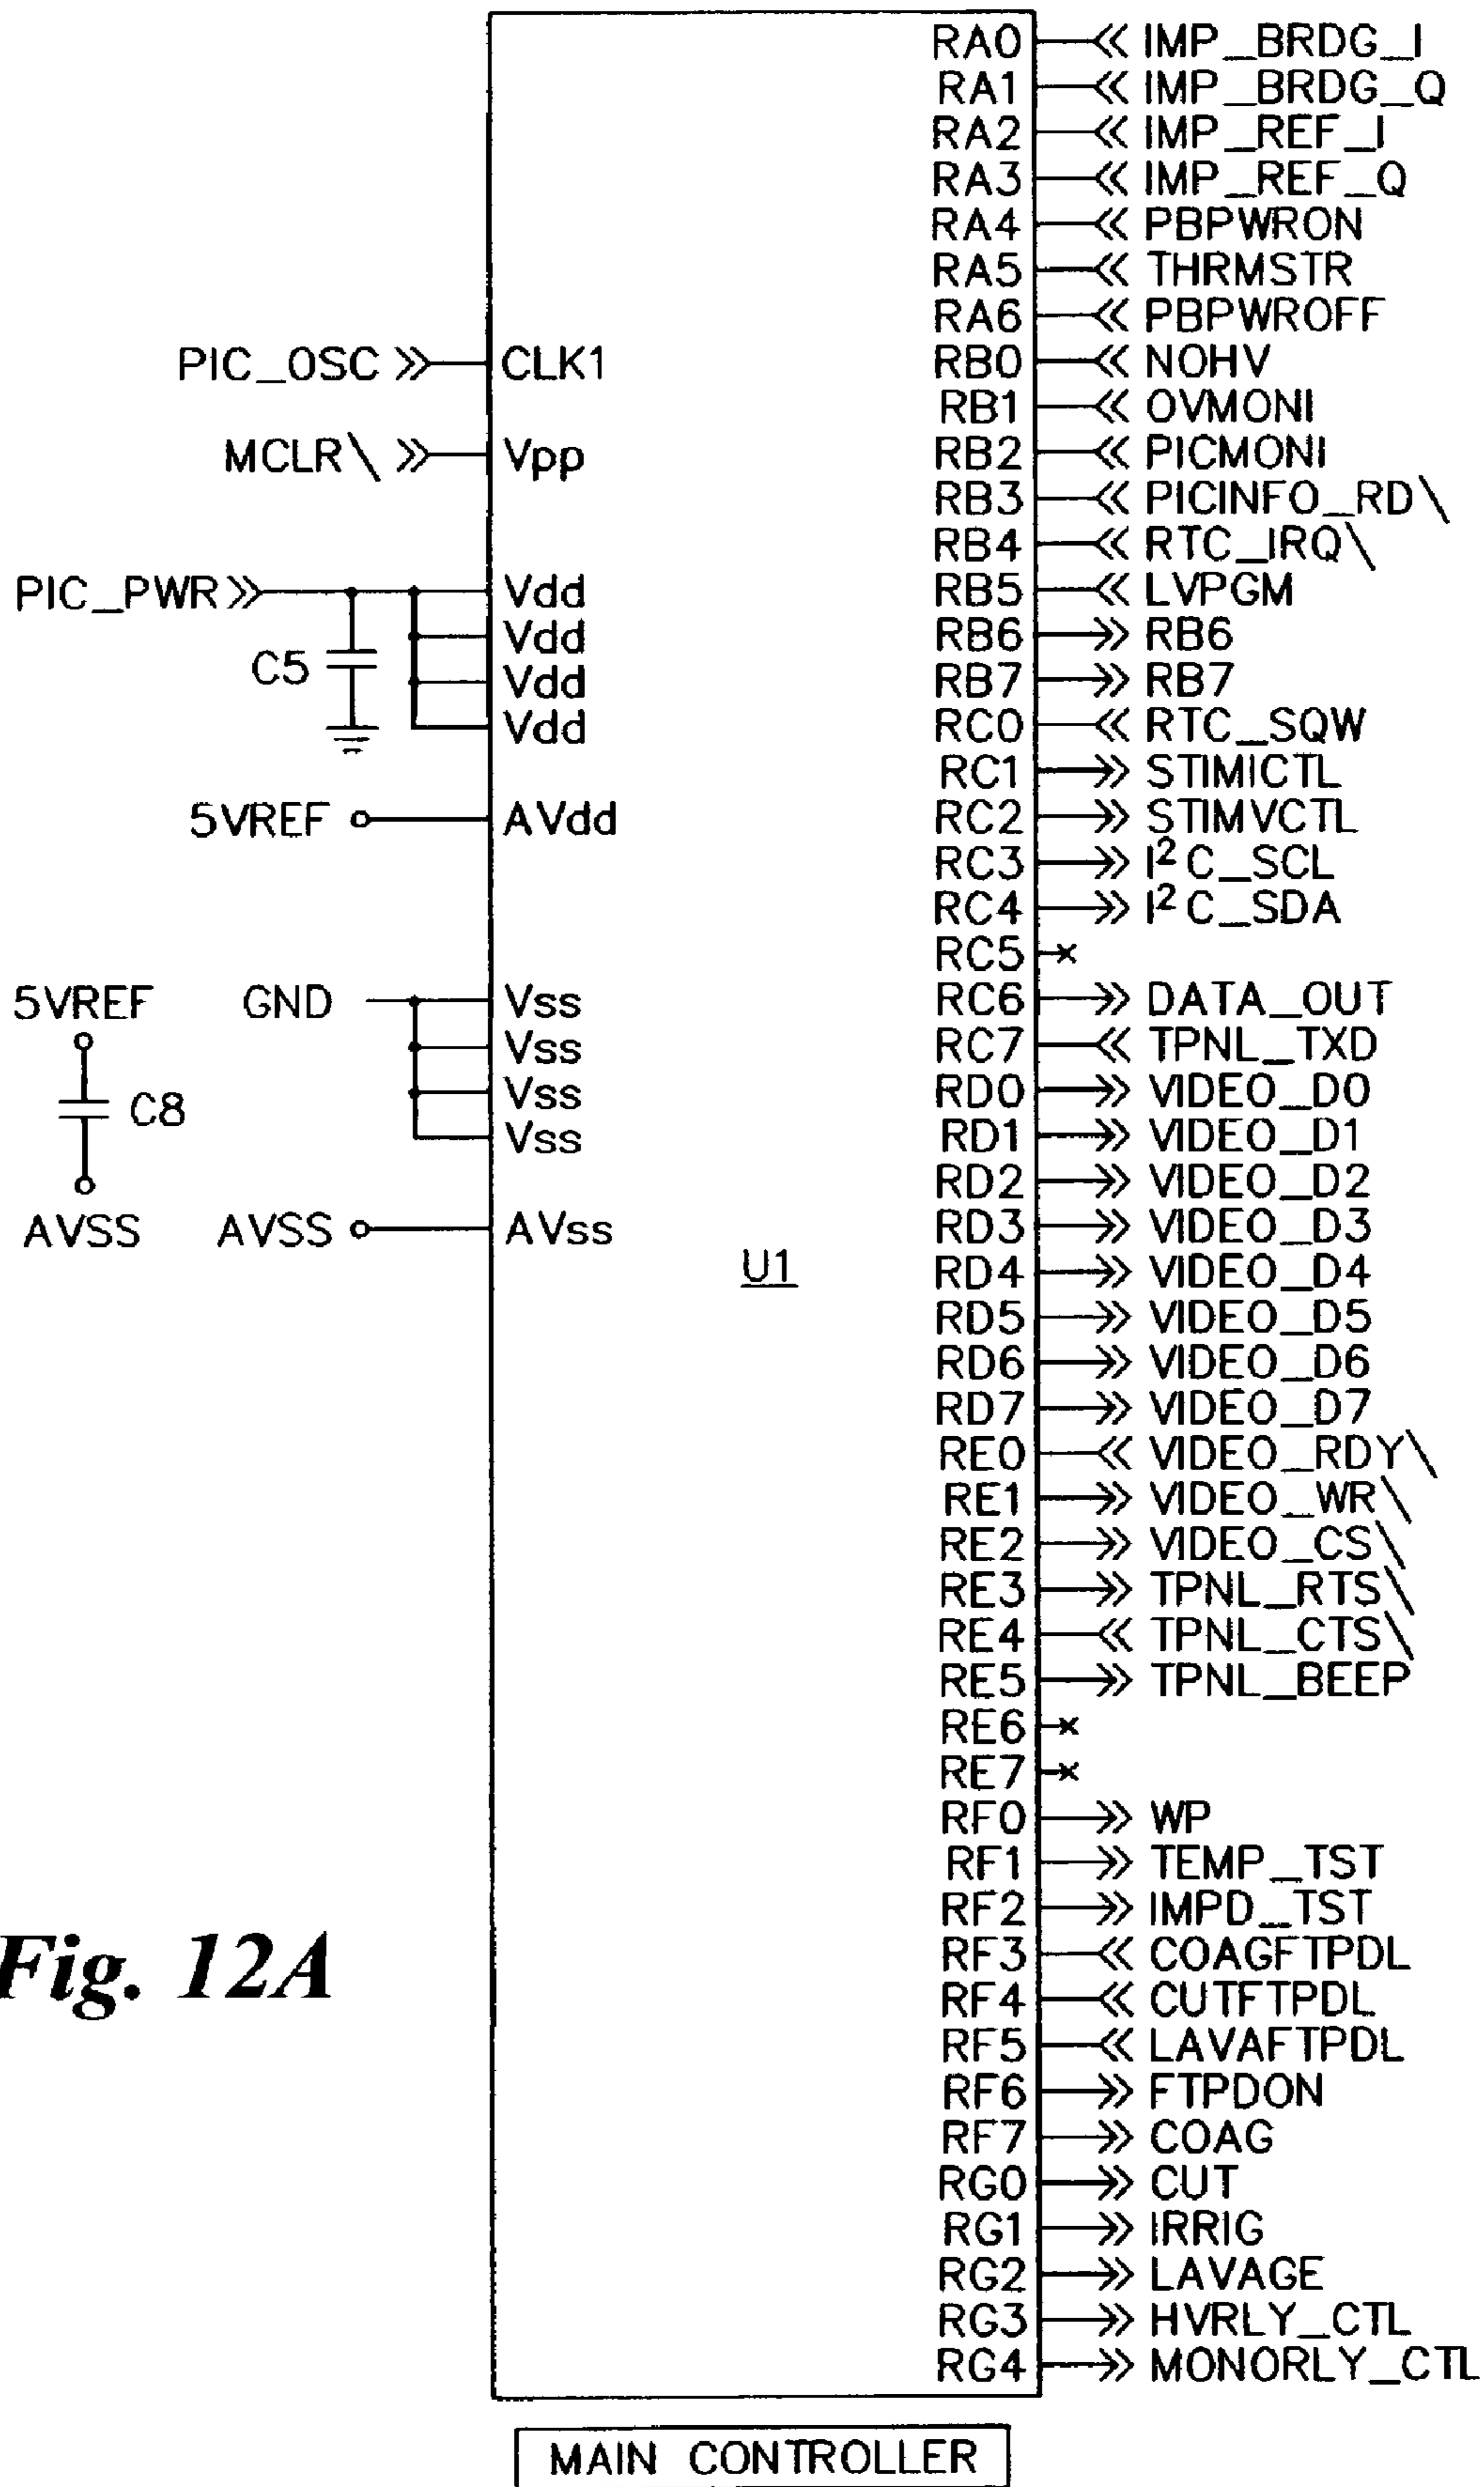 RA0 IMP_BRDG_I
RA1 IMP_BRDG_Q
RA2 IMP_REF_I
RA3 IMP_REF_Q
RA4 PBPWRON
RA5 THRMSTR
RA6 PBPWROFF
PIC_OSC CLK1 RB0 NOHV
RB1 OVMONI
MCLR\ Vpp RB2 PICMONI
RB3 PICINFO_RD\
RB4 RTC_IRQ\
PIC_PWR Vdd RB5 LVPGM
Vdd RB6 RB6
C5 Vdd RB7 RB7
Vdd RC0 RTC_SQW
RC1 STIMICTL
5VREF AVdd RC2 STIMVCTL
RC3 I²C_SCL
RC4 I²C_SDA
RC5
5VREF GND Vss RC6 DATA_OUT
Vss RC7 TPNL_TXD
C8 Vss RD0 VIDEO_D0
Vss RD1 VIDEO_D1
RD2 VIDEO_D2
AVSS AVSS AVss RD3 VIDEO_D3
U1 RD4 VIDEO_D4
RD5 VIDEO_D5
RD6 VIDEO_D6
RD7 VIDEO_D7
RE0 VIDEO_RDY\
RE1 VIDEO_WR\
RE2 VIDEO_CS\
RE3 TPNL_RTS\
RE4 TPNL_CTS\
RE5 TPNL_BEEP
RE6
RE7
RF0 WP
RF1 TEMP_TST
RF2 IMPD_TST
Fig. 12A RF3 COAGFTPDL
RF4 CUTFTPDL
RF5 LAVAFTPDL
RF6 FTPDON
RF7 COAG
RG0 CUT
RG1 IRRIG
RG2 LAVAGE
RG3 HVRLY_CTL
RG4 MONORLY_CTL
MAIN CONTROLLER